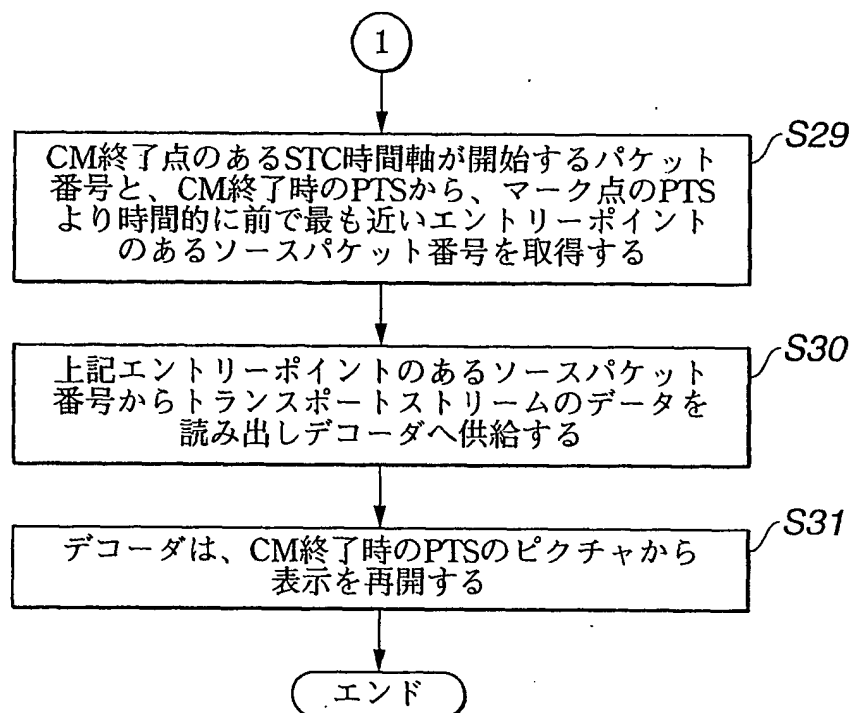 1
S29
CM終了点のあるSTC時間軸が開始するパケット
番号と、CM終了時のPTSから、マーク点のPTS
より時間的に前で最も近いエントリーポイント
のあるソースパケット番号を取得する
S30
上記エントリーポイントのあるソースパケット
番号からトランスポートストリームのデータを
読み出しデコーダへ供給する
S31
デコーダは、CM終了時のPTSのピクチャから
表示を再開する
エンド